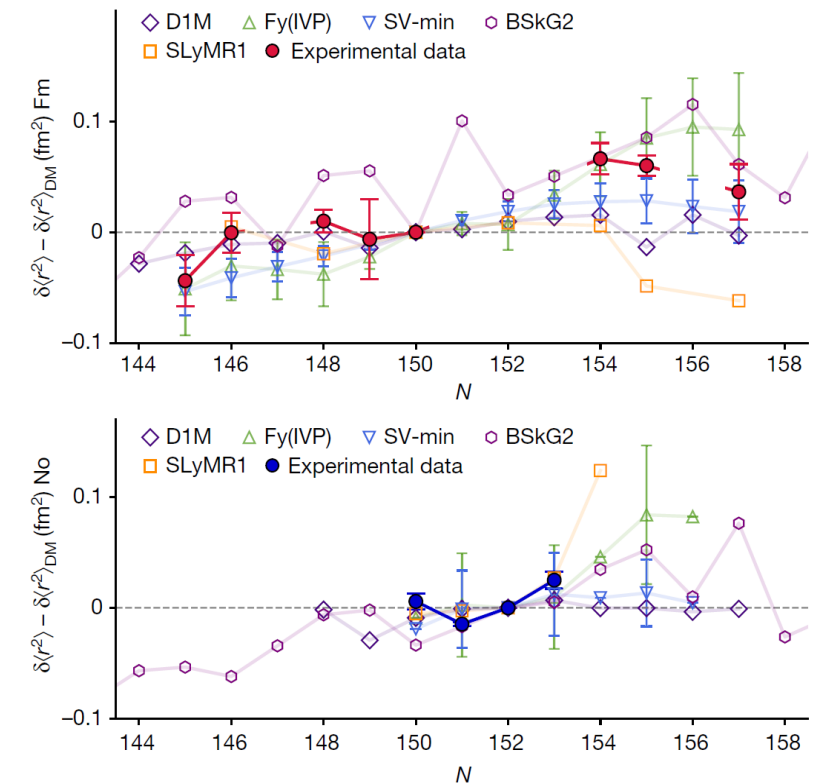 D1M Fy(IVP) SV-min BSkG2
SLyMR1 Experimental data
δ⟨r²⟩ − δ⟨r²⟩DM (fm²) Fm
0.1
0
−0.1
144 146 148 150 152 154 156 158
N
D1M Fy(IVP) SV-min BSkG2
SLyMR1 Experimental data
δ⟨r²⟩ − δ⟨r²⟩DM (fm²) No
0.1
0
−0.1
144 146 148 150 152 154 156 158
N